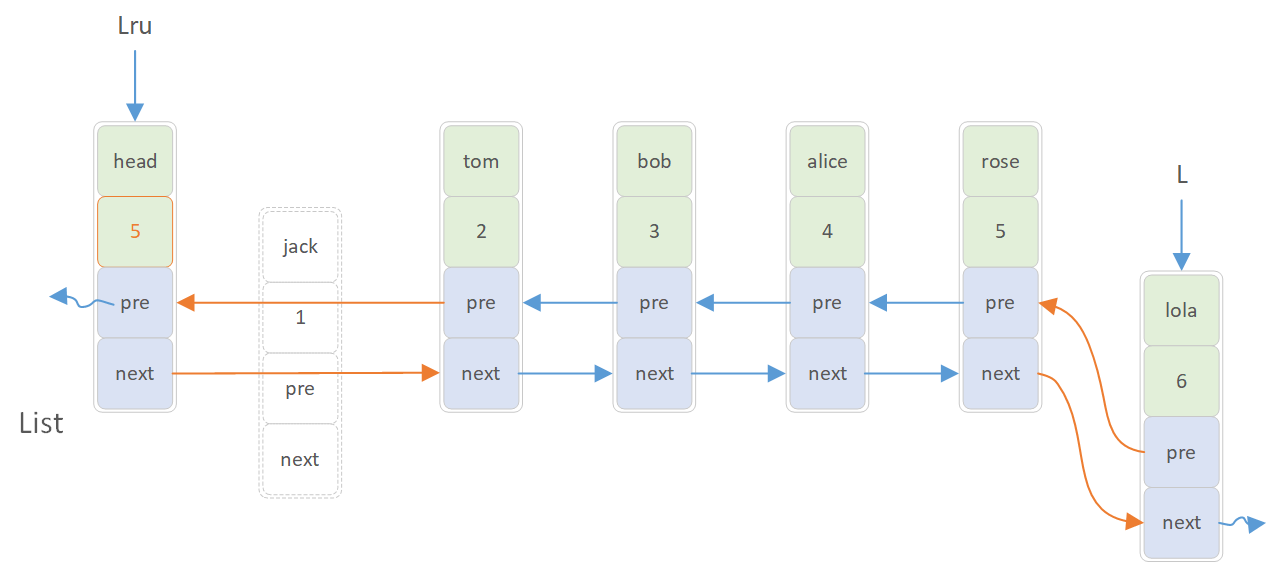 Lru
head
5
pre
next
jack
1
pre
next
tom
2
pre
next
bob
3
pre
next
alice
4
pre
next
rose
5
pre
next
L
lola
6
pre
next
List